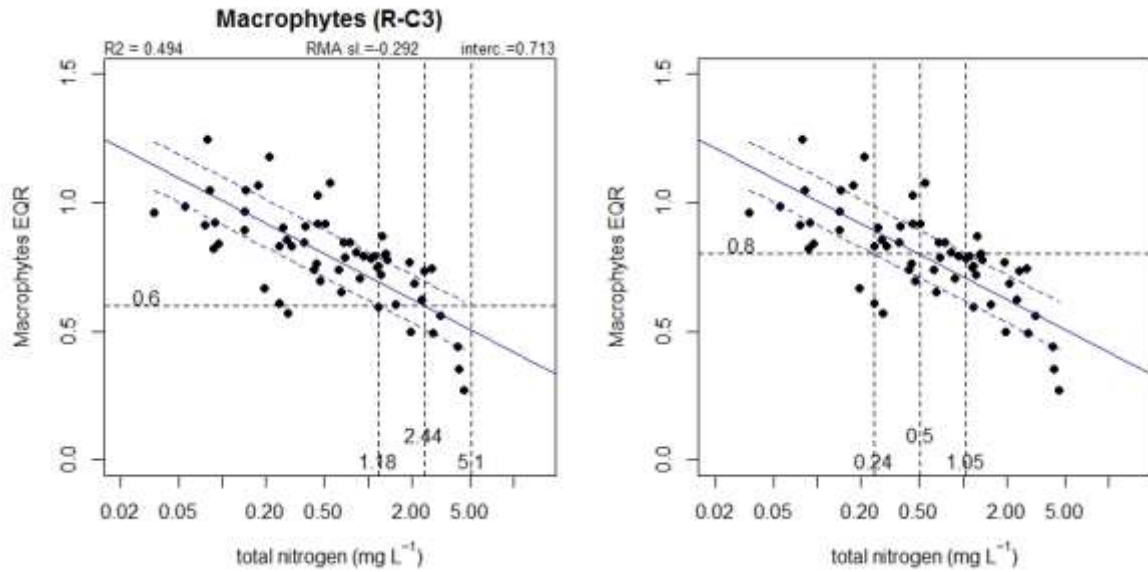 Macrophytes (R-C3)
R2 = 0.494 RMA sl.=-0.292 interc.=0.713
Macrophytes EQR
1.5
1.0
0.5
0.0
0.6
2.44
1.18 5.1
0.02 0.05 0.20 0.50 2.00 5.00
total nitrogen (mg L⁻¹)
Macrophytes EQR
1.5
1.0
0.5
0.0
0.8
0.5
0.24 1.05
0.02 0.05 0.20 0.50 2.00 5.00
total nitrogen (mg L⁻¹)